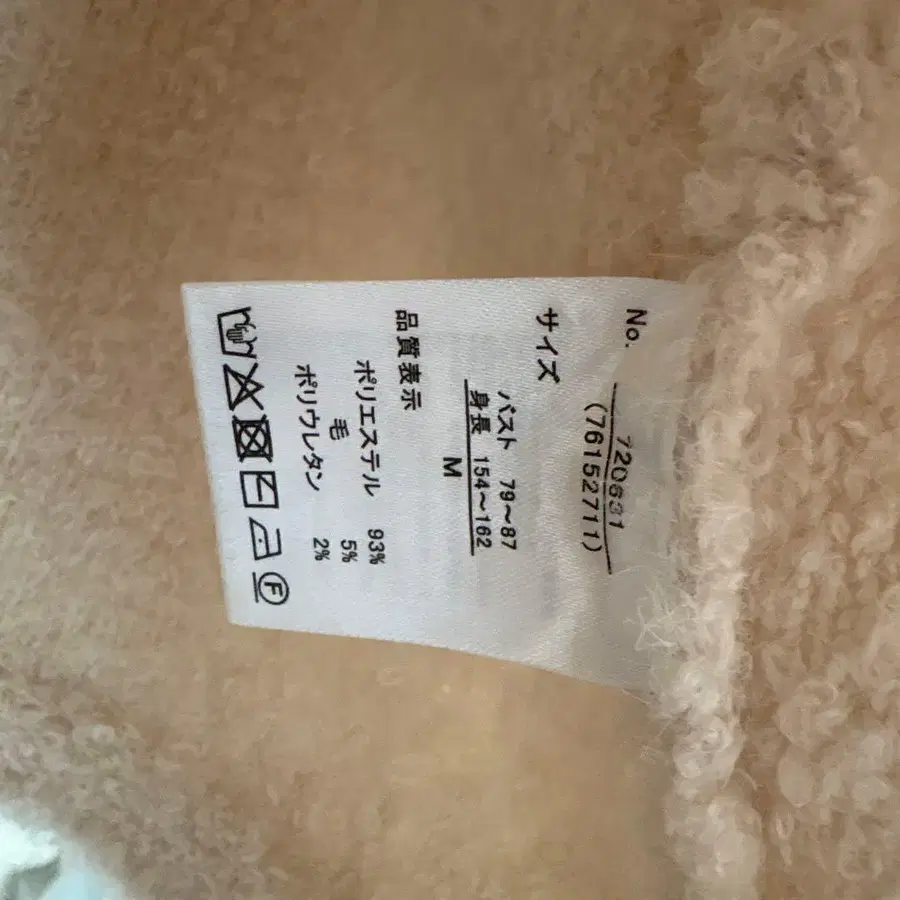 No. 720631
(76152711)
サイズ
バスト 79～87
身長 154～162
M
品質表示
ポリエステル 93%
毛 5%
ポリウレタン 2%
F